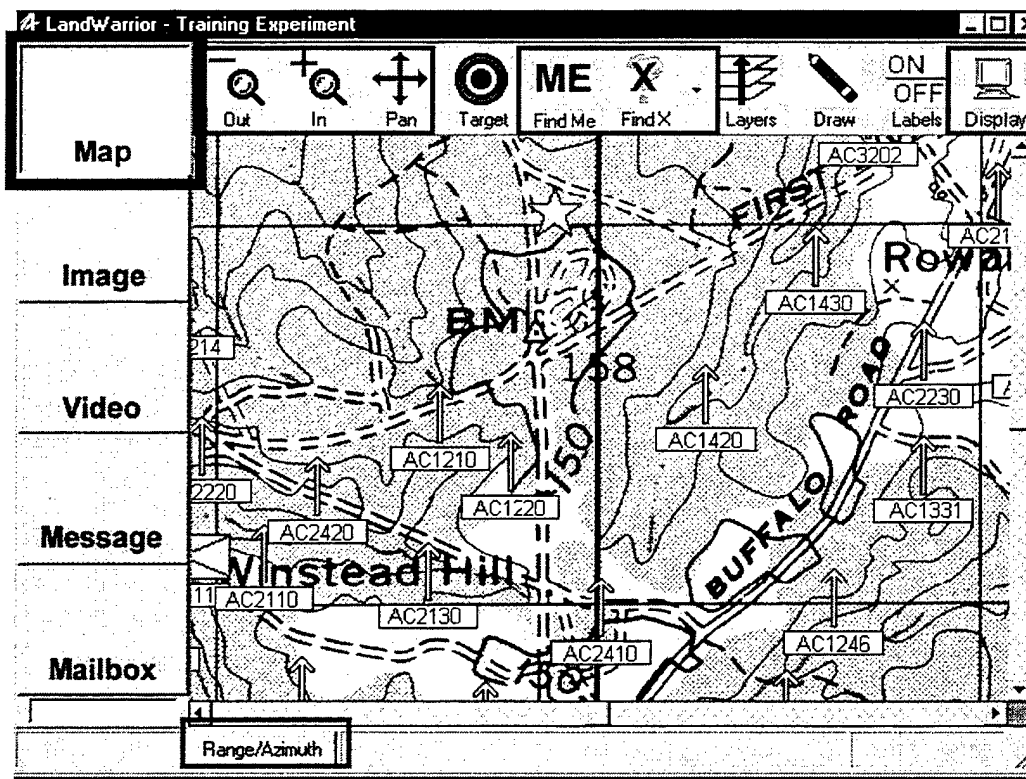 LandWarrior - Training Experiment
Map
Image
Video
Message
Mailbox
Out
In
Pan
Target
ME
Find Me
X
Find X
Layers
Draw
ON
OFF
Labels
Display
AC3202
FIRST
AC21
AC1430
BM
158
214
ROAD
AC2230
AC1420
AC1210
150
2220
AC1220
BUFFALO
AC1331
AC2420
Winstead Hill
11
AC2110
AC2130
AC2410
AC1246
Range/Azimuth